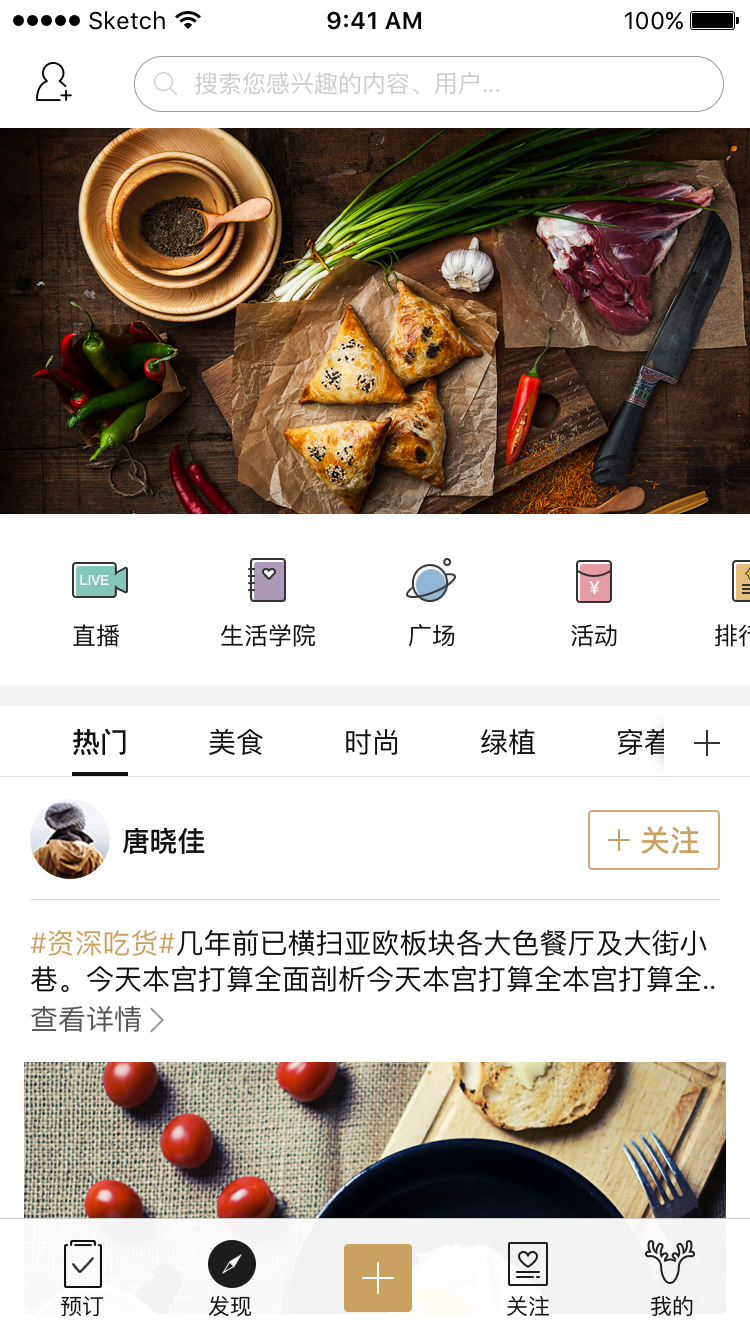 Sketch 9:41 AM 100%
搜索您感兴趣的内容、用户...
LIVE
¥
直播 生活学院 广场 活动 排行
热门 美食 时尚 绿植 穿着
唐晓佳 关注
#资深吃货#几年前已横扫亚欧板块各大色餐厅及大街小
巷。今天本宫打算全面剖析今天本宫打算全本宫打算全..
查看详情
预订 发现 关注 我的